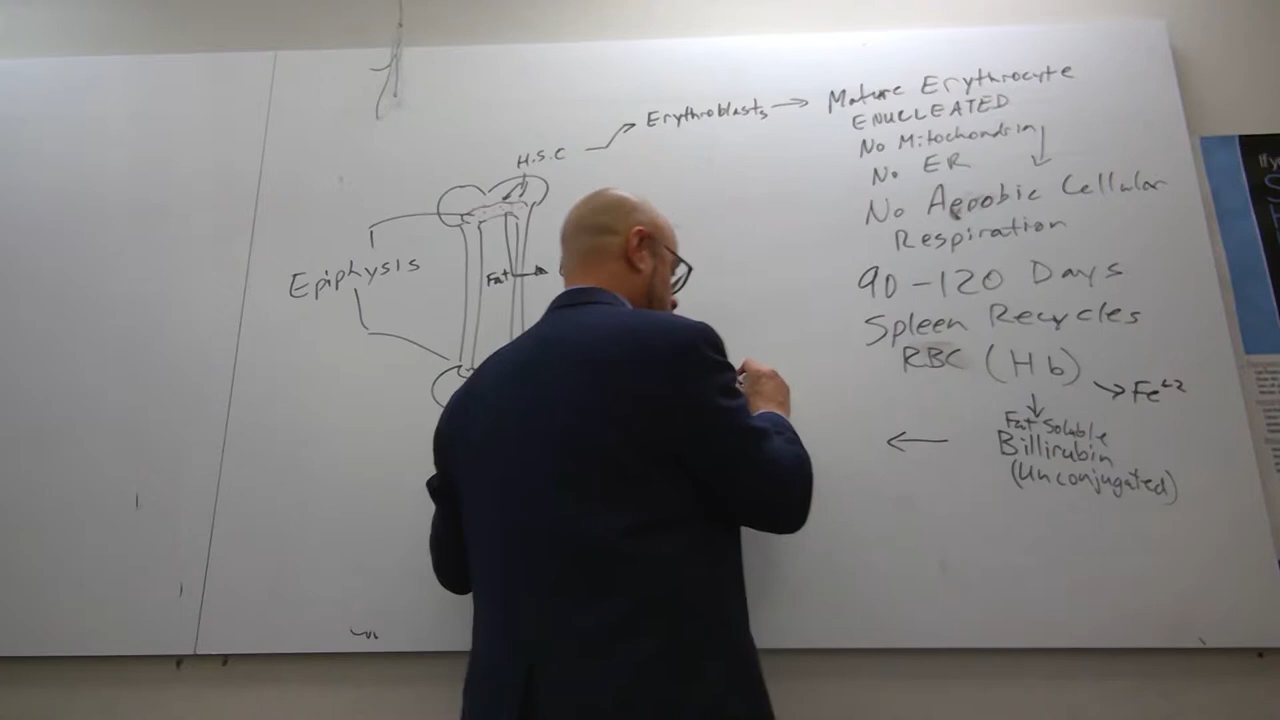 H.S.C
Erythroblasts
Mature Erythrocyte
ENUCLEATED
No Mitochondria
No ER
No Aerobic Cellular
Respiration
90-120 Days
Spleen Recycles
RBC (Hb)
Fe+2
Fat Soluble
Billirubin
(Unconjugated)
Epiphysis
Fat